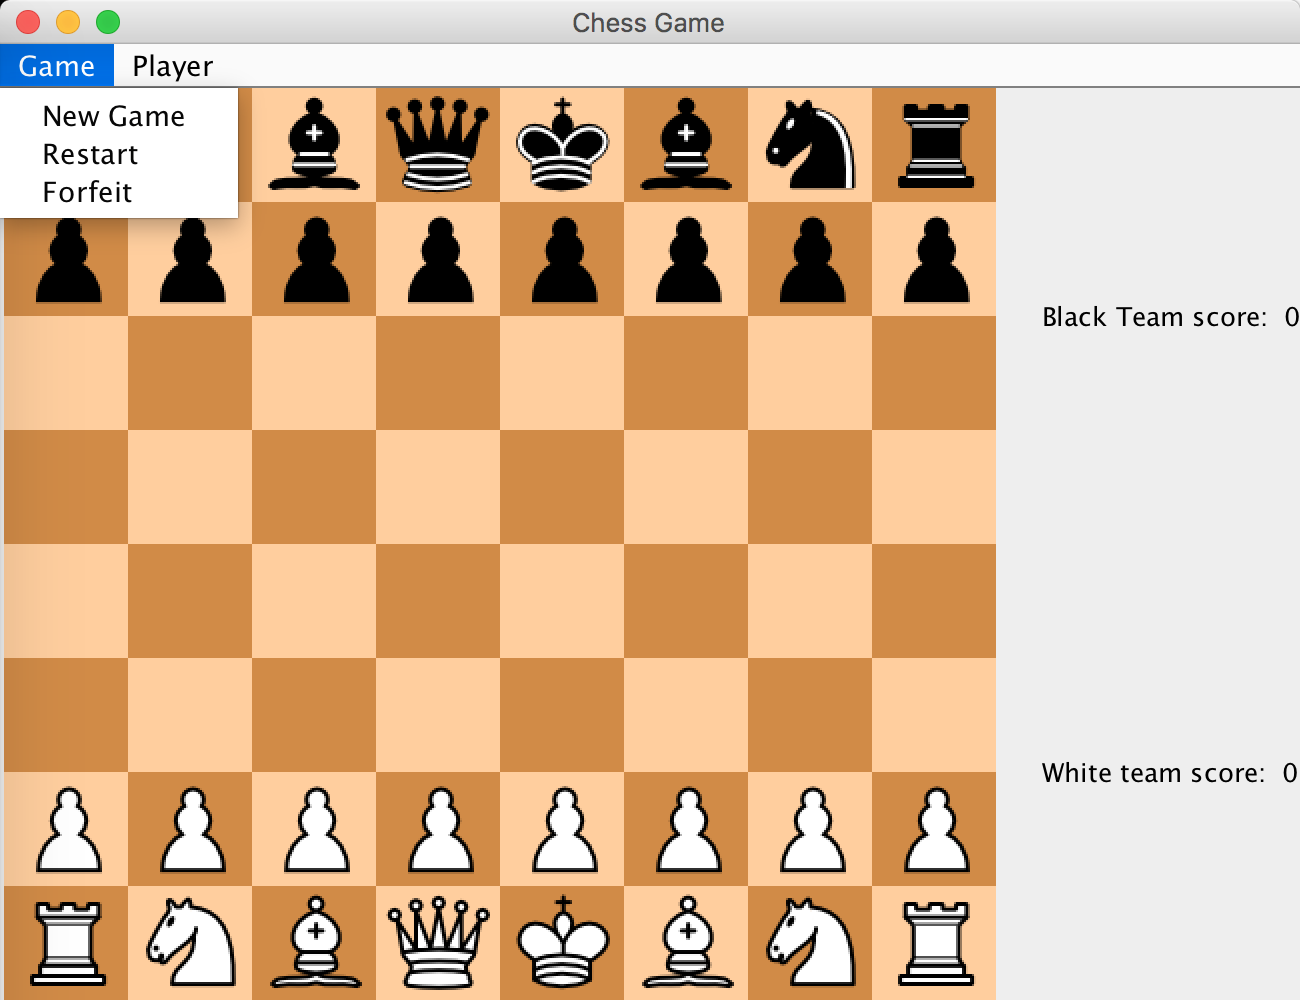 Chess Game
Game Player
New Game
Restart
Forfeit
Black Team score: 0
White team score: 0